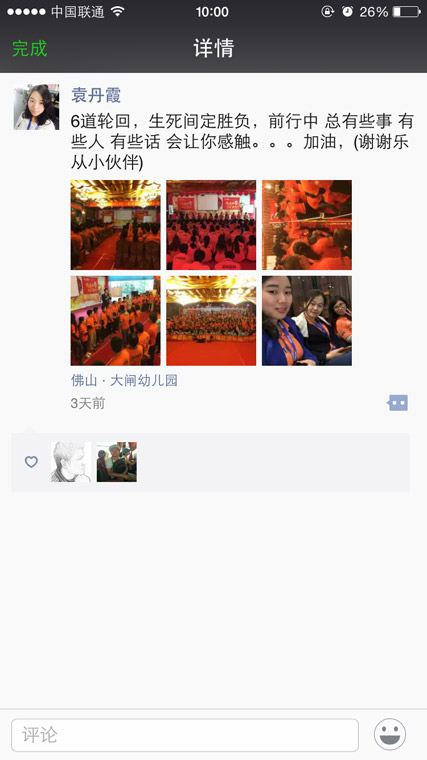 中国联通 10:00 26%
完成 详情
袁丹霞
6道轮回，生死间定胜负，前行中 总有些事 有
些人 有些话 会让你感触。。。加油，(谢谢乐
从小伙伴)
佛山 · 大闸幼儿园
3天前
评论